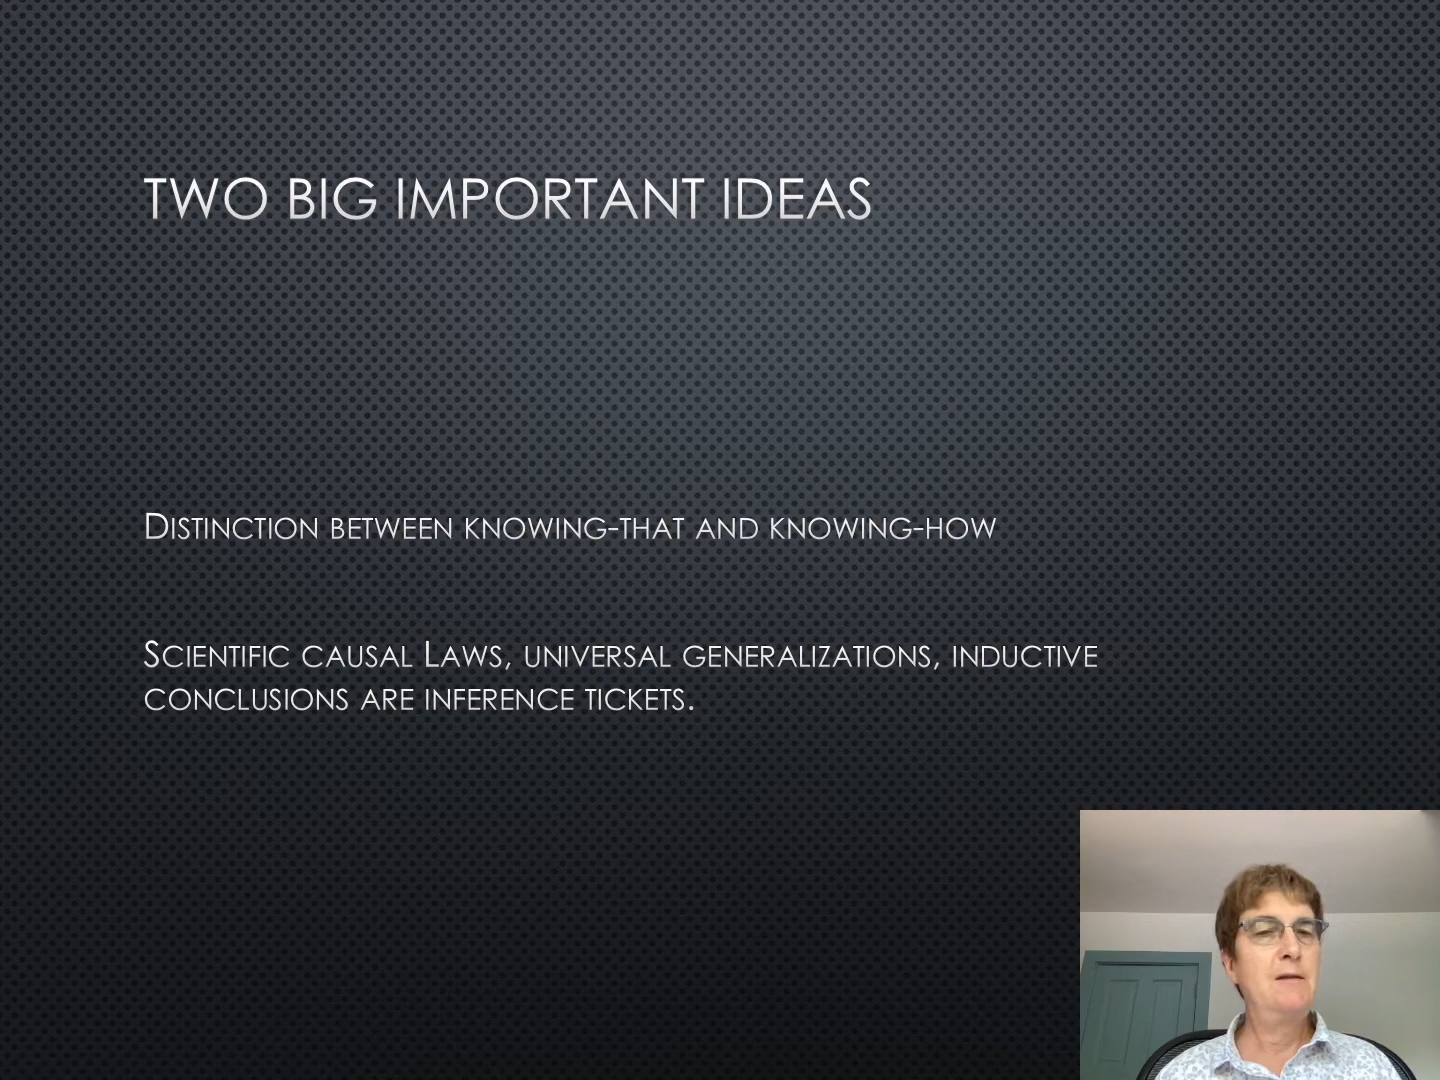 TWO BIG IMPORTANT IDEAS
Distinction between knowing-that and knowing-how
Scientific causal Laws, universal generalizations, inductive
conclusions are inference tickets.